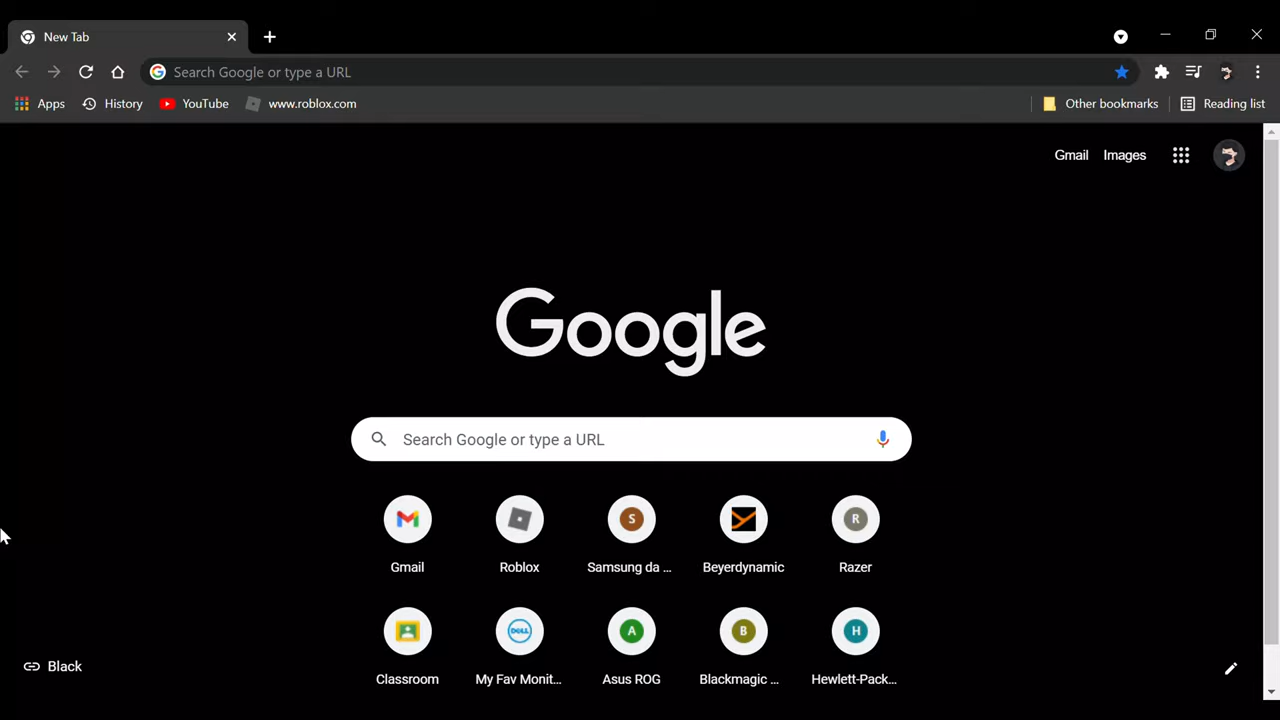 New Tab
Search Google or type a URL
Apps History YouTube www.roblox.com Other bookmarks Reading list
Gmail Images
Google
Search Google or type a URL
Gmail Roblox Samsung da ... Beyerdynamic Razer
S R
DELL A B H
Classroom My Fav Monit... Asus ROG Blackmagic ... Hewlett-Pack...
Black